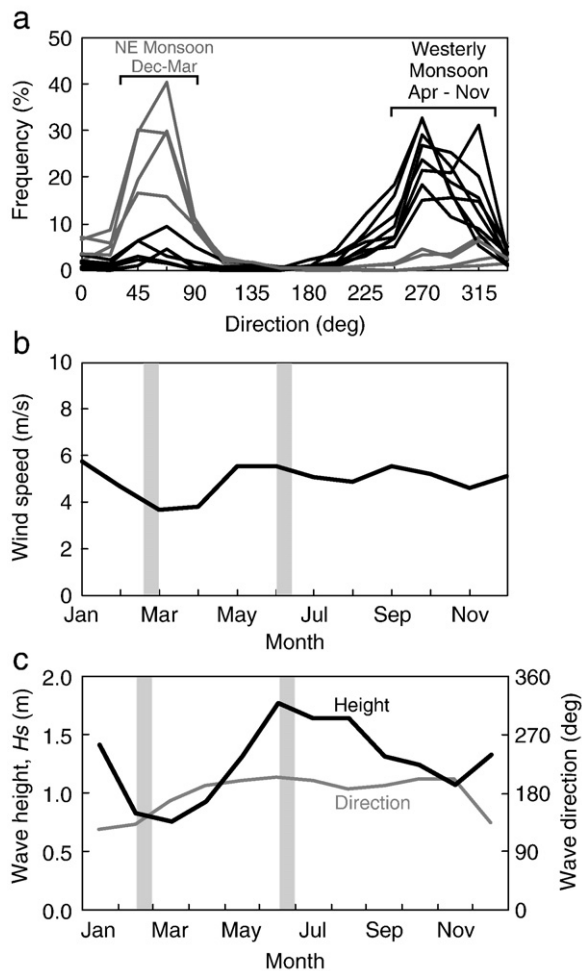 a
NE Monsoon
Dec-Mar
Westerly
Monsoon
Apr - Nov
50
40
30
20
10
0
Frequency (%)
0 45 90 135 180 225 270 315
Direction (deg)
b
10
8
6
4
2
0
Wind speed (m/s)
Jan Mar May Jul Sep Nov
Month
c
2.0
1.5
1.0
0.5
0.0
Wave height, Hs (m)
Height
Direction
360
270
180
90
0
Wave direction (deg)
Jan Mar May Jul Sep Nov
Month